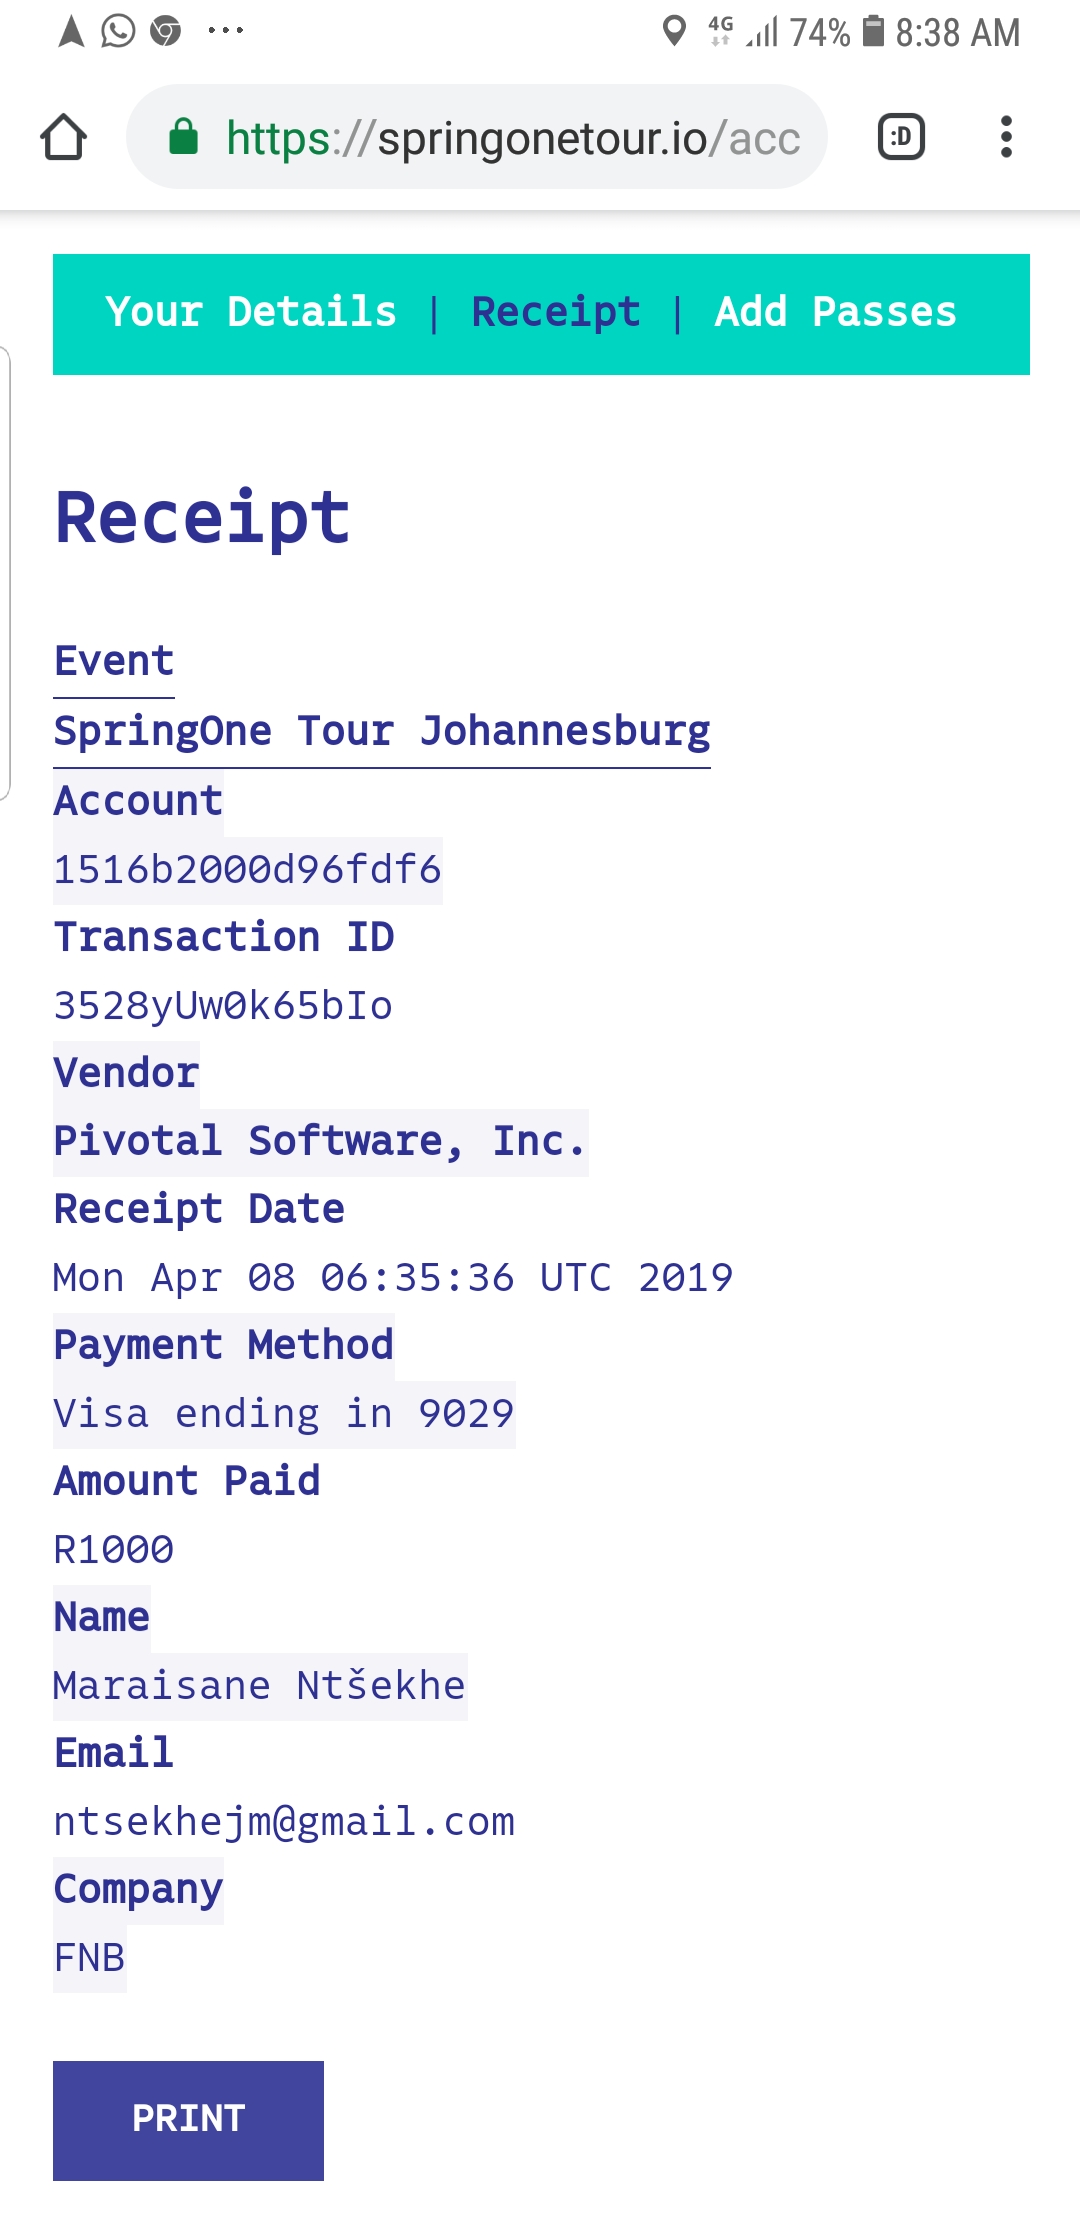 4G 74% 8:38 AM
https://springonetour.io/acc
:D
Your Details | Receipt | Add Passes
Receipt
Event
SpringOne Tour Johannesburg
Account
1516b2000d96fdf6
Transaction ID
3528yUw0k65bIo
Vendor
Pivotal Software, Inc.
Receipt Date
Mon Apr 08 06:35:36 UTC 2019
Payment Method
Visa ending in 9029
Amount Paid
R1000
Name
Maraisane Ntšekhe
Email
ntsekhejm@gmail.com
Company
FNB
PRINT